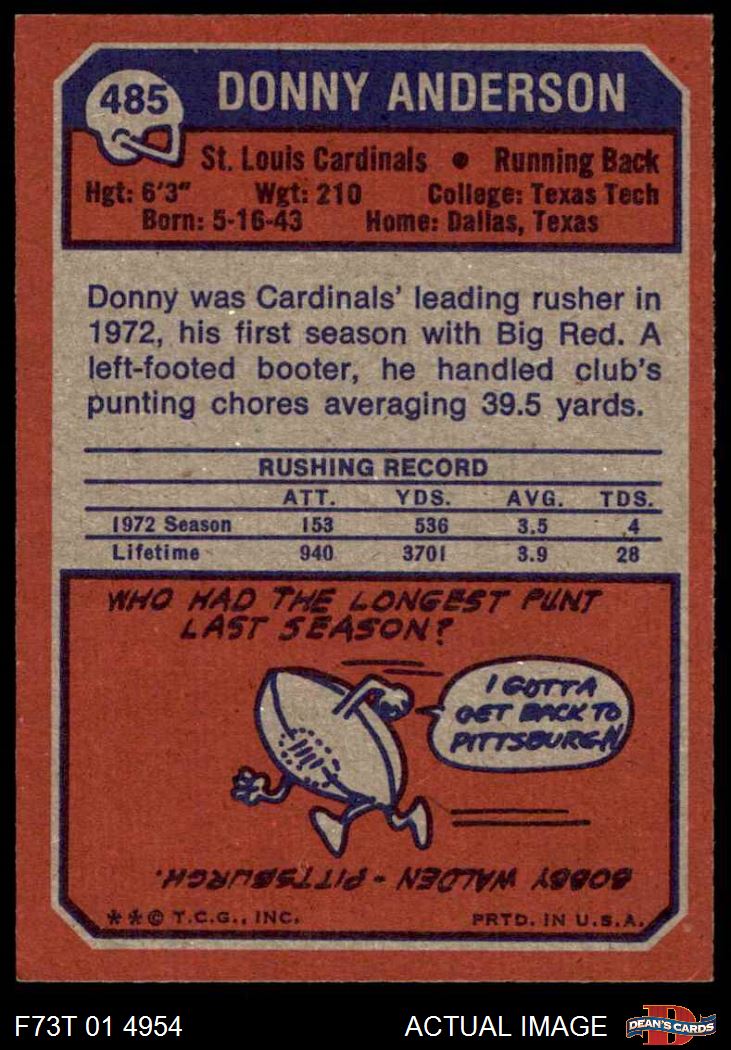 485
DONNY ANDERSON
St. Louis Cardinals • Running Back
Hgt: 6'3" Wgt: 210 College: Texas Tech
Born: 5-16-43 Home: Dallas, Texas
Donny was Cardinals' leading rusher in
1972, his first season with Big Red. A
left-footed booter, he handled club's
punting chores averaging 39.5 yards.
RUSHING RECORD
ATT. YDS. AVG. TDS.
1972 Season 153 536 3.5 4
Lifetime 940 3701 3.9 28
WHO HAD THE LONGEST PUNT
LAST SEASON?
I GOTTA
GET BACK TO
PITTSBURGH
BOBBY WALDEN - PITTSBURGH.
**© T.C.G., INC. PRTD. IN U.S.A.
F73T 01 4954 ACTUAL IMAGE
D
DEAN'S CARDS